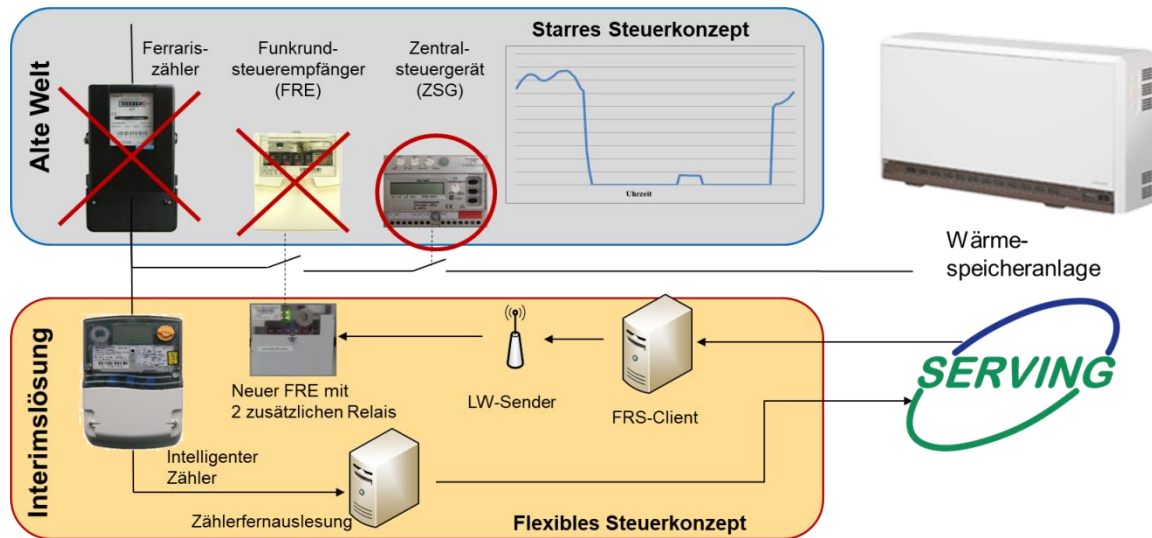 Alte Welt
Ferraris-
zähler
Funkrund-
steuerempfänger
(FRE)
Zentral-
steuergerät
(ZSG)
Starres Steuerkonzept
Uhrzeit
Wärme-
speicheranlage
Interimslösung
Neuer FRE mit
2 zusätzlichen Relais
LW-Sender
FRS-Client
SERVING
Intelligenter
Zähler
Zählerfernauslesung
Flexibles Steuerkonzept